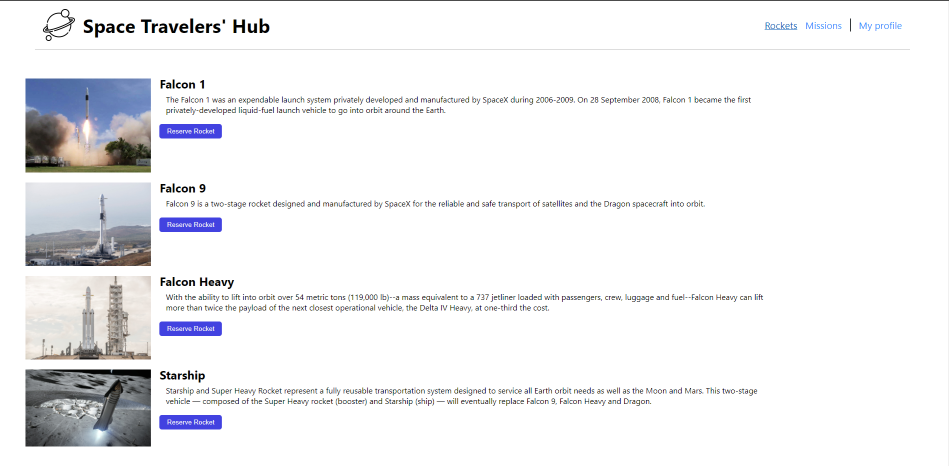 Space Travelers' Hub
Rockets Missions My profile
Falcon 1
The Falcon 1 was an expendable launch system privately developed and manufactured by SpaceX during 2006-2009. On 28 September 2008, Falcon 1 became the first
privately-developed liquid-fuel launch vehicle to go into orbit around the Earth.
Reserve Rocket
Falcon 9
Falcon 9 is a two-stage rocket designed and manufactured by SpaceX for the reliable and safe transport of satellites and the Dragon spacecraft into orbit.
Reserve Rocket
Falcon Heavy
With the ability to lift into orbit over 54 metric tons (119,000 lb)--a mass equivalent to a 737 jetliner loaded with passengers, crew, luggage and fuel--Falcon Heavy can lift
more than twice the payload of the next closest operational vehicle, the Delta IV Heavy, at one-third the cost.
Reserve Rocket
Starship
Starship and Super Heavy Rocket represent a fully reusable transportation system designed to service all Earth orbit needs as well as the Moon and Mars. This two-stage
vehicle — composed of the Super Heavy rocket (booster) and Starship (ship) — will eventually replace Falcon 9, Falcon Heavy and Dragon.
Reserve Rocket